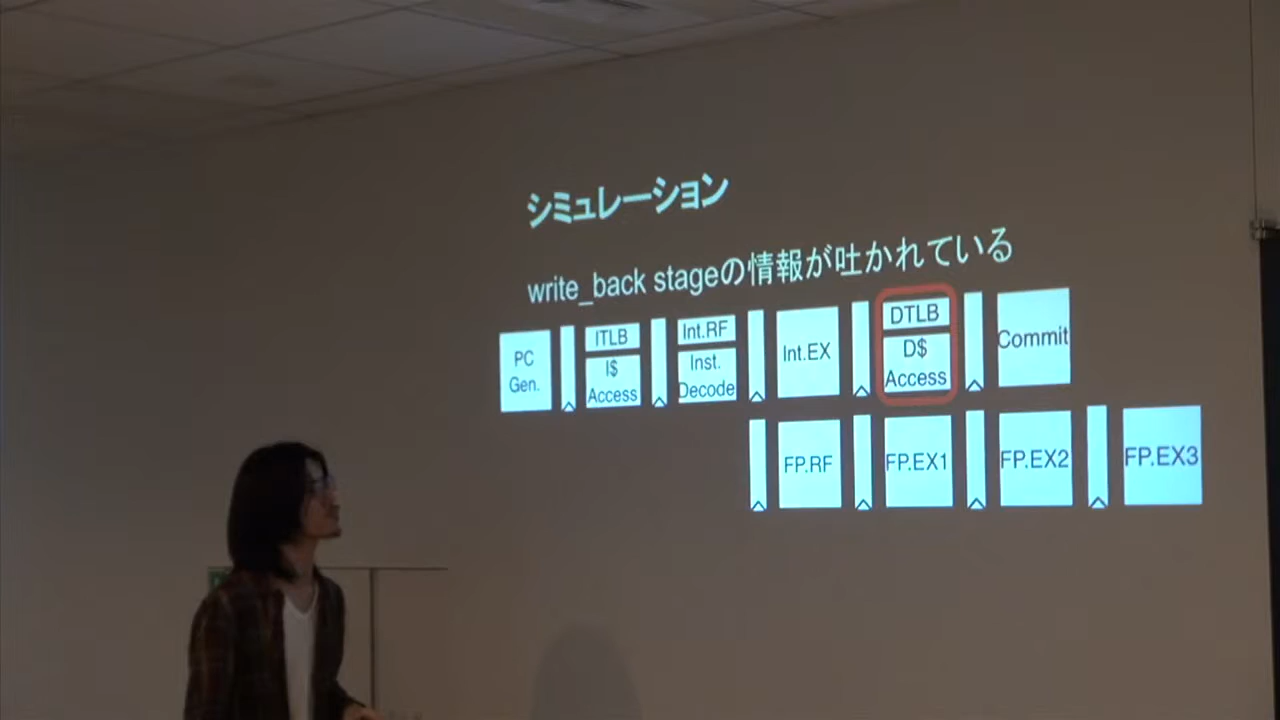 シミュレーション
write_back stageの情報が吐かれている
PC
Gen.
ITLB
I$
Access
Int.RF
Inst.
Decode
Int.EX
DTLB
D$
Access
Commit
FP.RF
FP.EX1
FP.EX2
FP.EX3